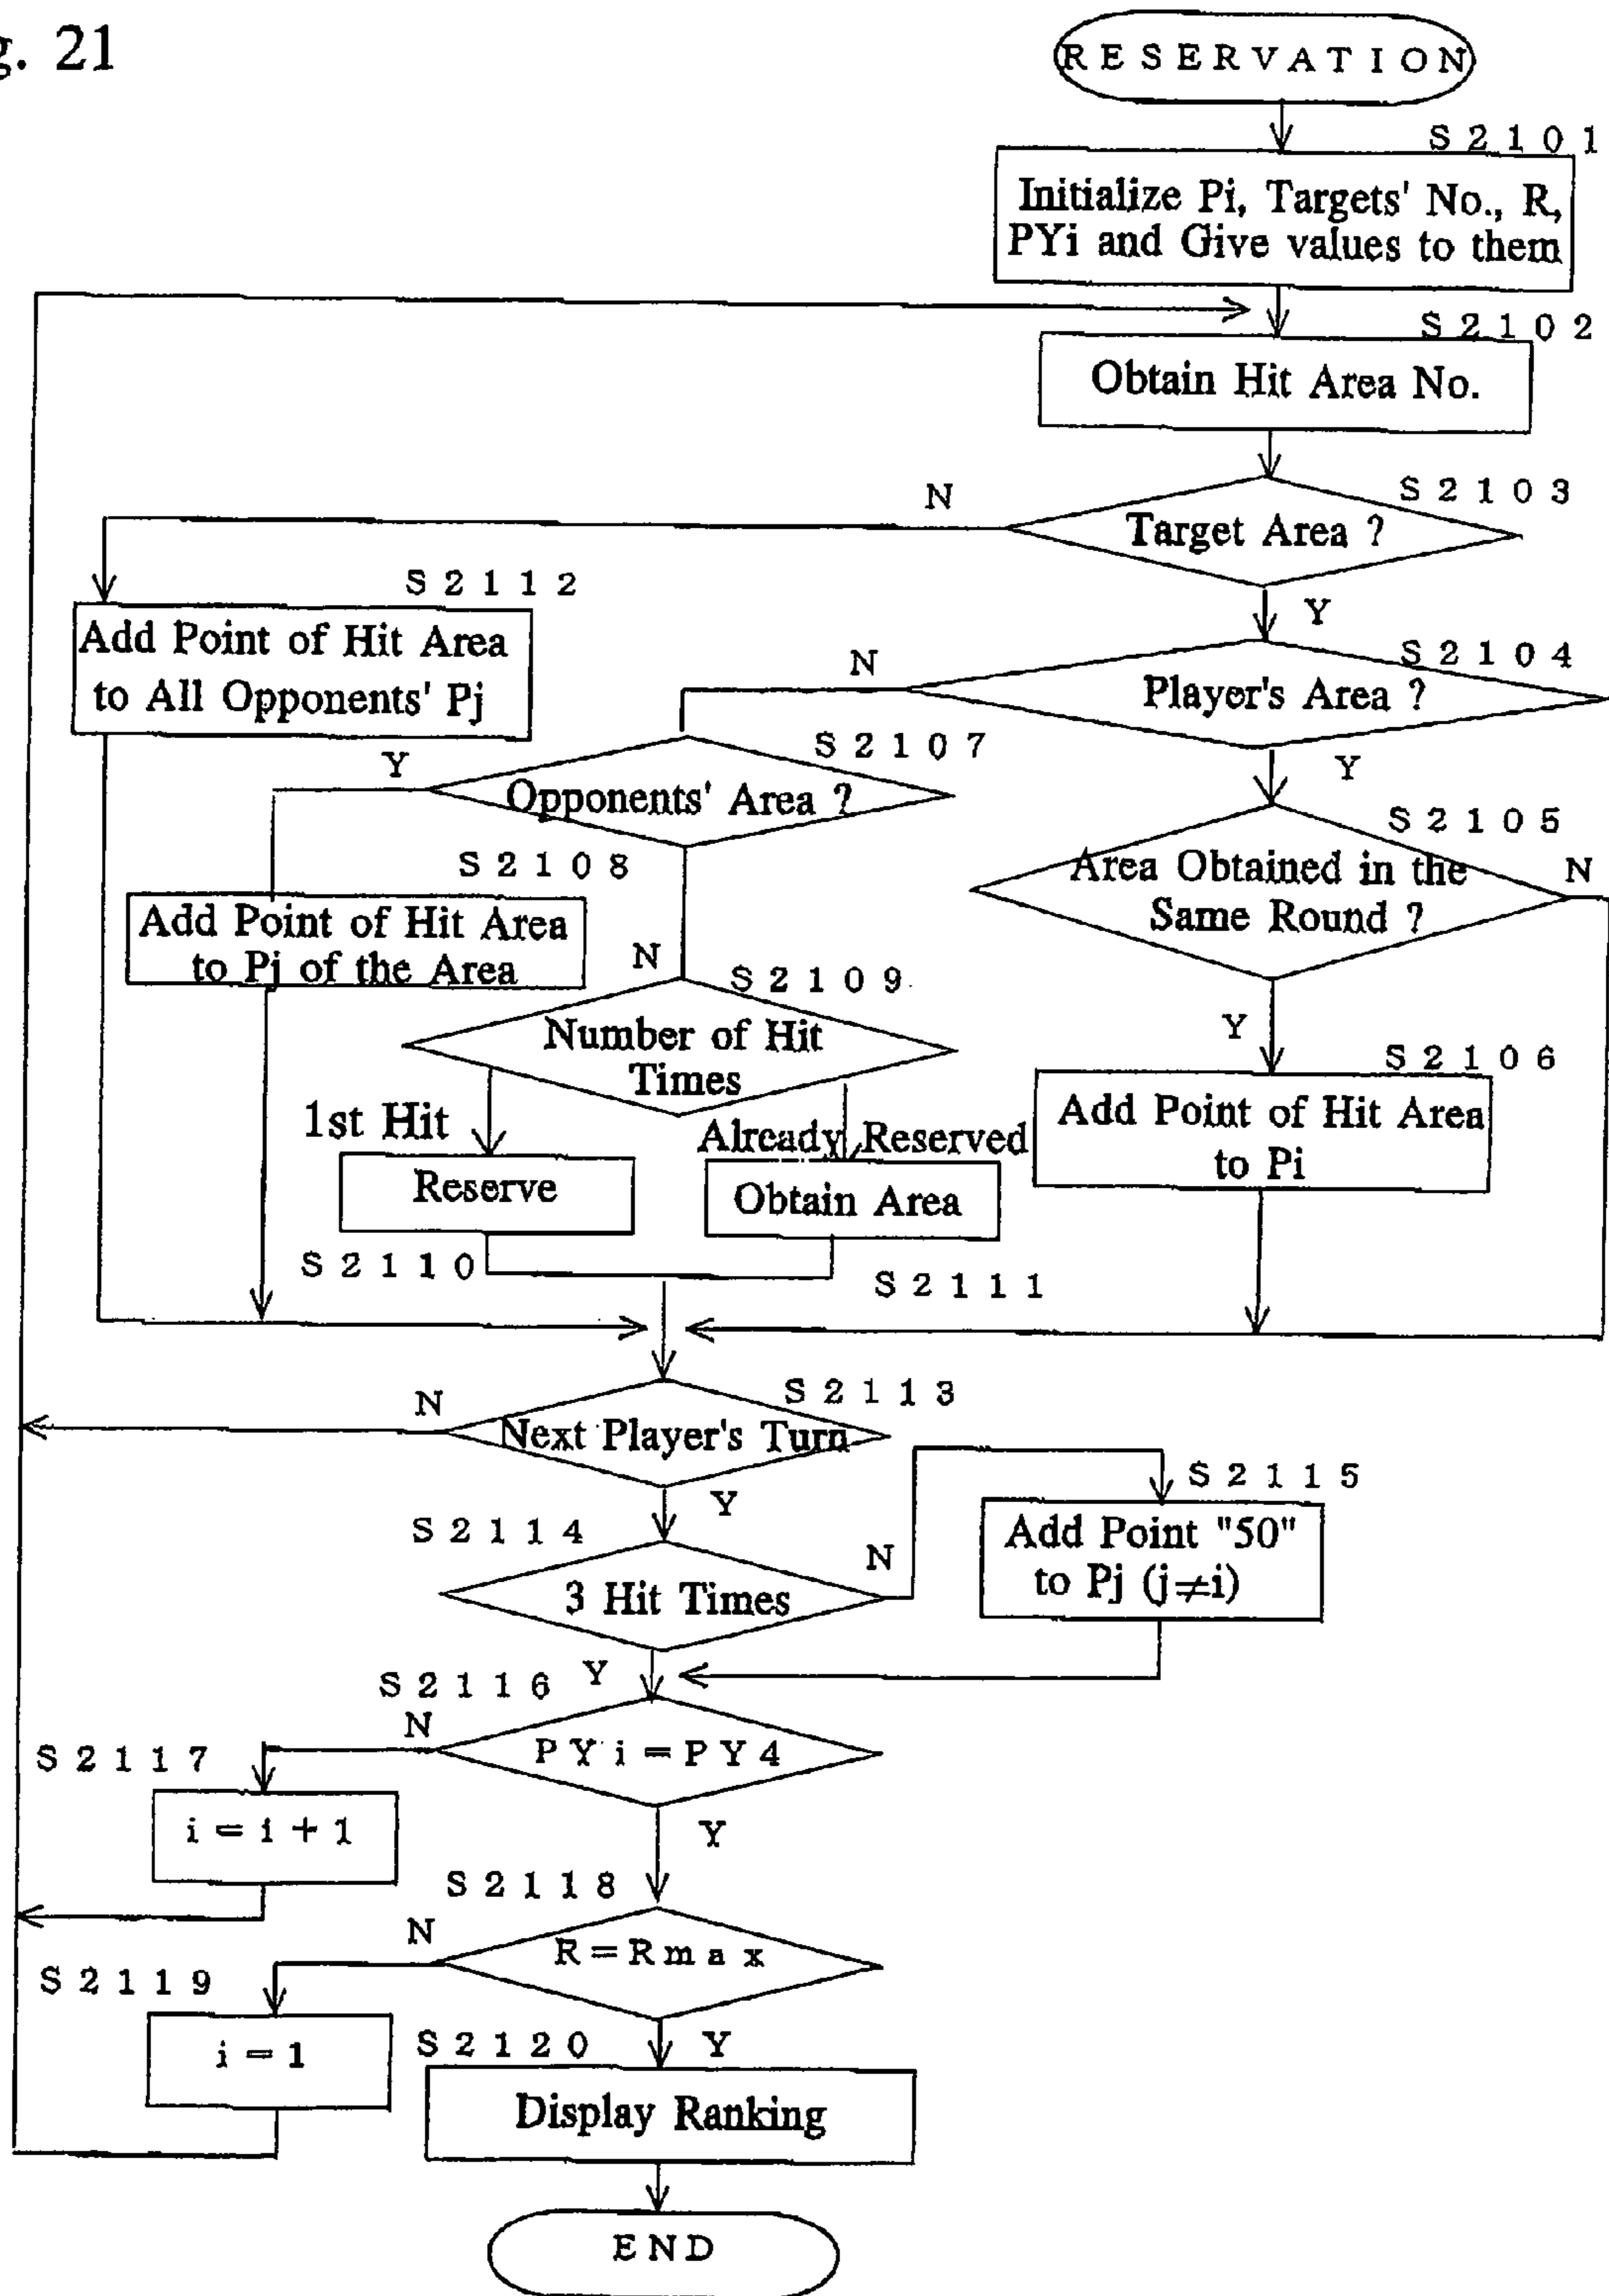 g. 21
RESERVATION
S2101
Initialize Pi, Targets' No., R,
PYi and Give values to them
S2102
Obtain Hit Area No.
S2103
N
Target Area ?
Y
S2112
Add Point of Hit Area
to All Opponents' Pj
S2104
N
Player's Area ?
Y
S2107
Y
Opponents' Area ?
S2105
Area Obtained in the
Same Round ?
N
S2108
Add Point of Hit Area
to Pj of the Area
N
S2109
Number of Hit
Times
Y
S2106
Add Point of Hit Area
to Pi
1st Hit
Already Reserved
Reserve
Obtain Area
S2110
S2111
S2113
N
Next Player's Turn
Y
S2115
Add Point "50"
to Pj (j≠i)
S2114
N
3 Hit Times
Y
S2116
N
PYi=PY4
S2117
i=i+1
Y
S2118
N
R=Rmax
S2119
i=1
Y
S2120
Display Ranking
END